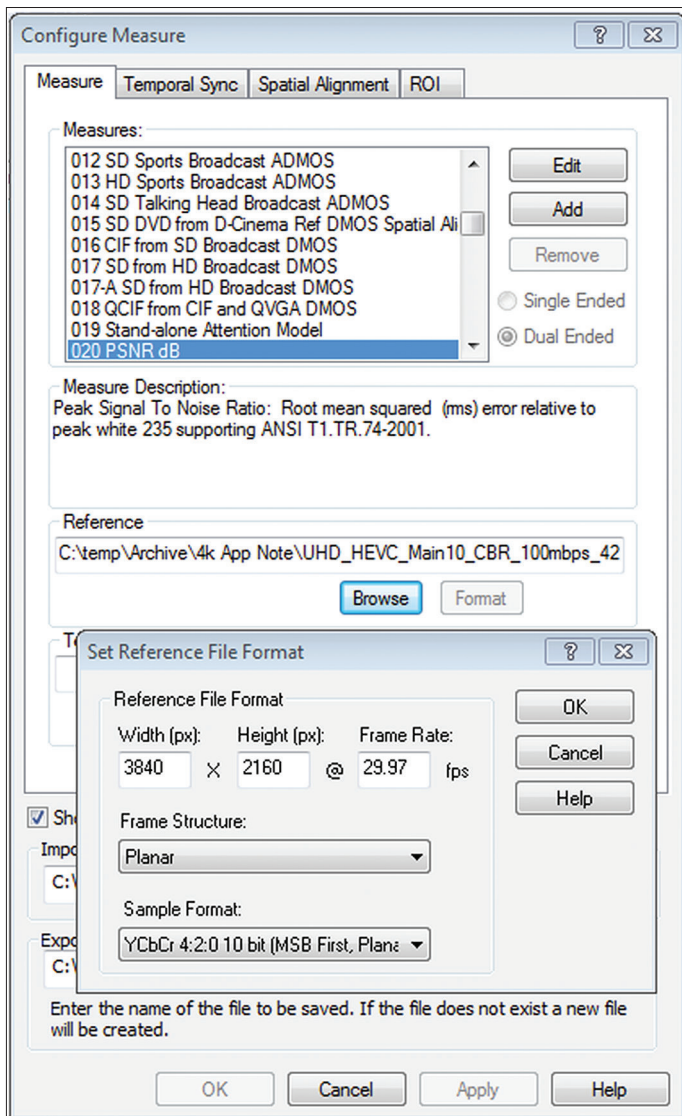 Configure Measure
Measure
Temporal Sync
Spatial Alignment
ROI
Measures:
012 SD Sports Broadcast ADMOS
013 HD Sports Broadcast ADMOS
014 SD Talking Head Broadcast ADMOS
015 SD DVD from D-Cinema Ref DMOS Spatial Ali
016 CIF from SD Broadcast DMOS
017 SD from HD Broadcast DMOS
017-A SD from HD Broadcast DMOS
018 QCIF from CIF and QVGA DMOS
019 Stand-alone Attention Model
020 PSNR dB
Edit
Add
Remove
Single Ended
Dual Ended
Measure Description:
Peak Signal To Noise Ratio: Root mean squared (rms) error relative to
peak white 235 supporting ANSI T1.TR.74-2001.
Reference
C:\temp\Archive\4k App Note\UHD_HEVC_Main10_CBR_100mbps_42
Browse
Format
Set Reference File Format
Reference File Format
Width (px): Height (px): Frame Rate:
3840 X 2160 @ 29.97 fps
Frame Structure:
Planar
Sample Format:
YCbCr 4:2:0 10 bit (MSB First, Plana
OK
Cancel
Help
Sho
Impo
C:\
Expo
C:\
Enter the name of the file to be saved. If the file does not exist a new file
will be created.
OK
Cancel
Apply
Help